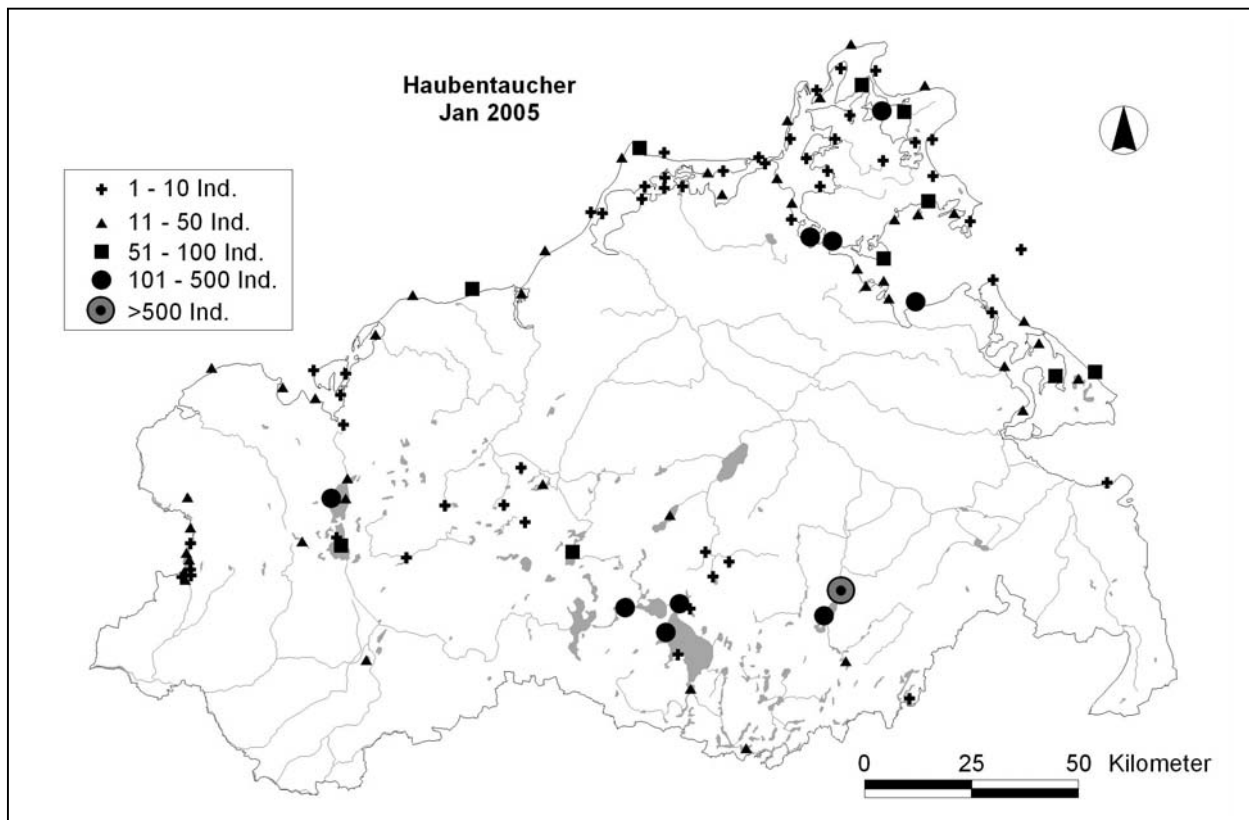 Haubentaucher
Jan 2005
1 - 10 Ind.
11 - 50 Ind.
51 - 100 Ind.
101 - 500 Ind.
>500 Ind.
0 25 50 Kilometer